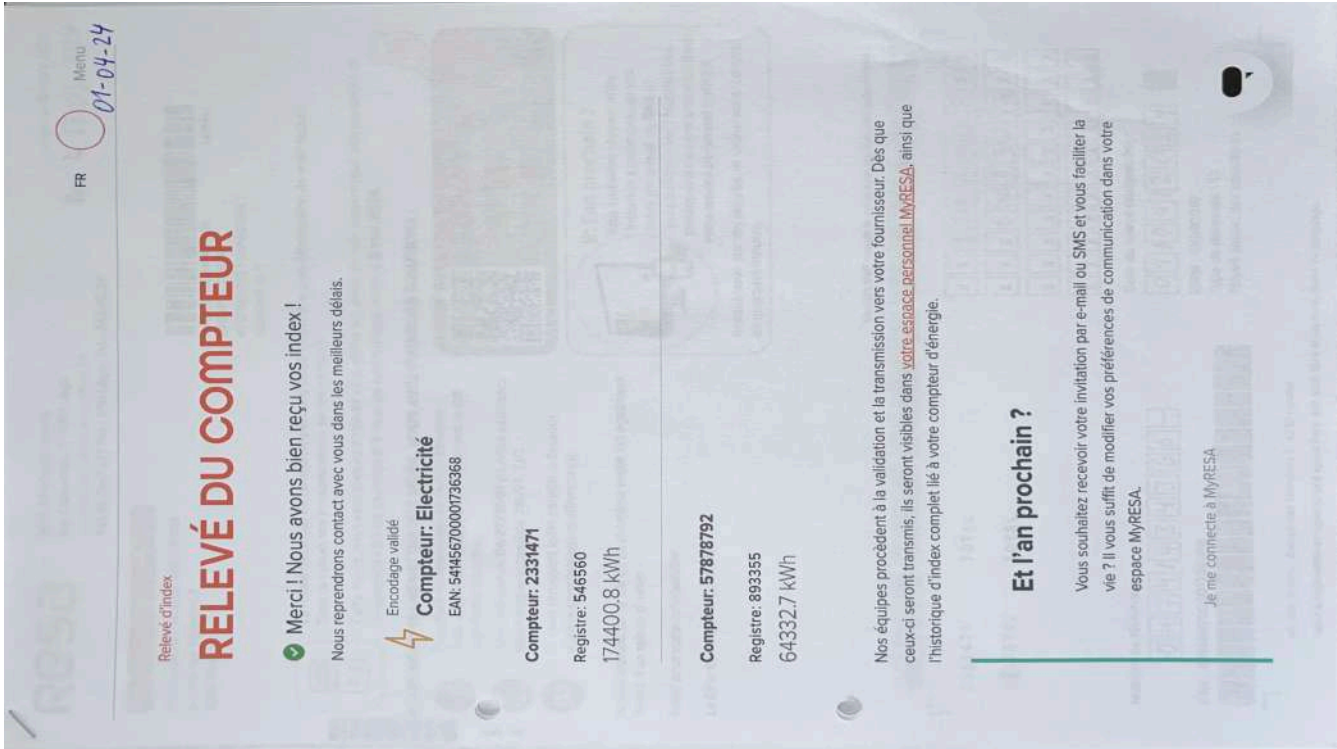 FR
Menu
01-04-24
Relevé d'index
RELEVÉ DU COMPTEUR
Merci ! Nous avons bien reçu vos index !
Nous reprendrons contact avec vous dans les meilleurs délais.
Encodage validé
Compteur: Electricité
EAN: 541456700001736368
Compteur: 2331471
Registre: 546560
174400.8 kWh
Compteur: 57878792
Registre: 893355
64332.7 kWh
Nos équipes procèdent à la validation et la transmission vers votre fournisseur. Dès que
ceux-ci seront transmis, ils seront visibles dans votre espace personnel MyRESA, ainsi que
l'historique d'index complet lié à votre compteur d'énergie.
Et l'an prochain ?
Vous souhaitez recevoir votre invitation par e-mail ou SMS et vous faciliter la
vie ? Il vous suffit de modifier vos préférences de communication dans votre
espace MyRESA.
Je me connecte à MyRESA